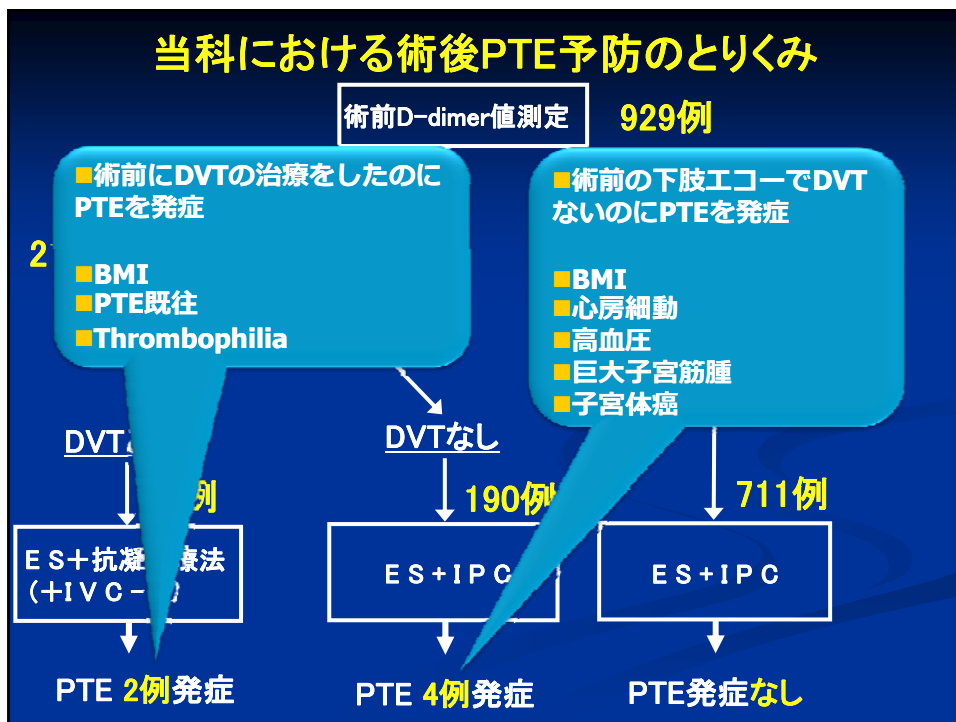 当科における術後PTE予防のとりくみ
術前D-dimer値測定
929例
■術前にDVTの治療をしたのに
PTEを発症
■BMI
■PTE既往
■Thrombophilia
■術前の下肢エコーでDVT
ないのにPTEを発症
■BMI
■心房細動
■高血圧
■巨大子宮筋腫
■子宮体癌
2
DVT
DVTなし
例
190例
711例
ES+抗凝 療法
(+IVC-
ES+IPC
ES+IPC
PTE 2例発症
PTE 4例発症
PTE発症なし